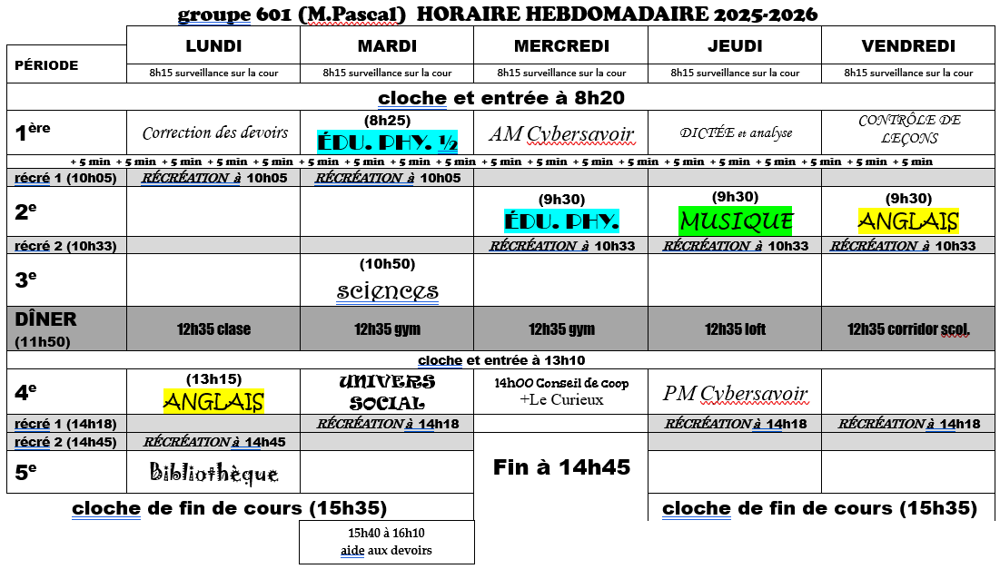 groupe 601 (M.Pascal) HORAIRE HEBDOMADAIRE 2025-2026
PÉRIODE
LUNDI MARDI MERCREDI JEUDI VENDREDI
8h15 surveillance sur la cour 8h15 surveillance sur la cour 8h15 surveillance sur la cour 8h15 surveillance sur la cour 8h15 surveillance sur la cour
cloche et entrée à 8h20
1ère
Correction des devoirs
(8h25)
ÉDU. PHY. ½
AM Cybersavoir
DICTÉE et analyse
CONTRÔLE DE
LEÇONS
+ 5 min + 5 min + 5 min + 5 min + 5 min + 5 min + 5 min + 5 min + 5 min + 5 min + 5 min + 5 min + 5 min + 5 min + 5 min + 5 min + 5 min + 5 min + 5 min
récré 1 (10h05) RÉCRÉATION à 10h05 RÉCRÉATION à 10h05
2e
(9h30)
ÉDU. PHY.
(9h30)
MUSIQUE
(9h30)
ANGLAIS
récré 2 (10h33) RÉCRÉATION à 10h33 RÉCRÉATION à 10h33 RÉCRÉATION à 10h33
3e
(10h50)
sciences
DÎNER
(11h50)
12h35 clase 12h35 gym 12h35 gym 12h35 loft 12h35 corridor scol.
cloche et entrée à 13h10
4e
(13h15)
ANGLAIS
UNIVERS
SOCIAL
14h00 Conseil de coop
+Le Curieux
PM Cybersavoir
récré 1 (14h18) RÉCRÉATION à 14h18 RÉCRÉATION à 14h18 RÉCRÉATION à 14h18
récré 2 (14h45) RÉCRÉATION à 14h45
5e
Bibliothèque
Fin à 14h45
cloche de fin de cours (15h35) cloche de fin de cours (15h35)
15h40 à 16h10
aide aux devoirs